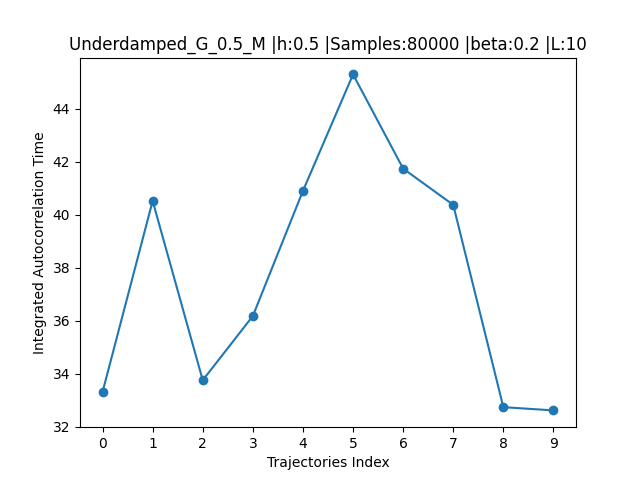 Underdamped_G_0.5_M |h:0.5 |Samples:80000 |beta:0.2 |L:10
Integrated Autocorrelation Time
44
42
40
38
36
34
32
0 1 2 3 4 5 6 7 8 9
Trajectories Index